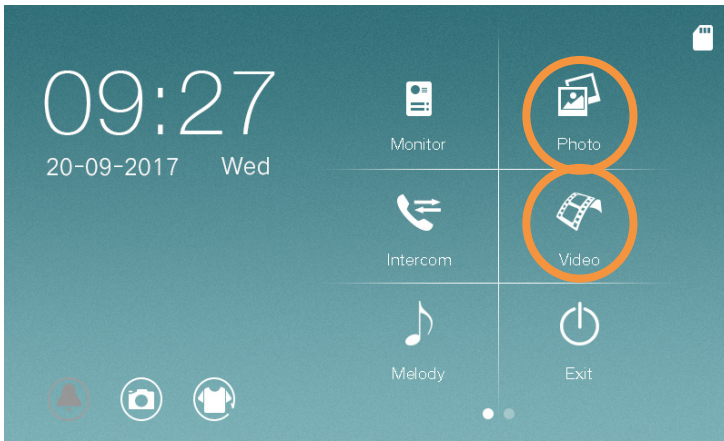 09:27
20-09-2017 Wed
Monitor
Photo
Intercom
Video
Melody
Exit